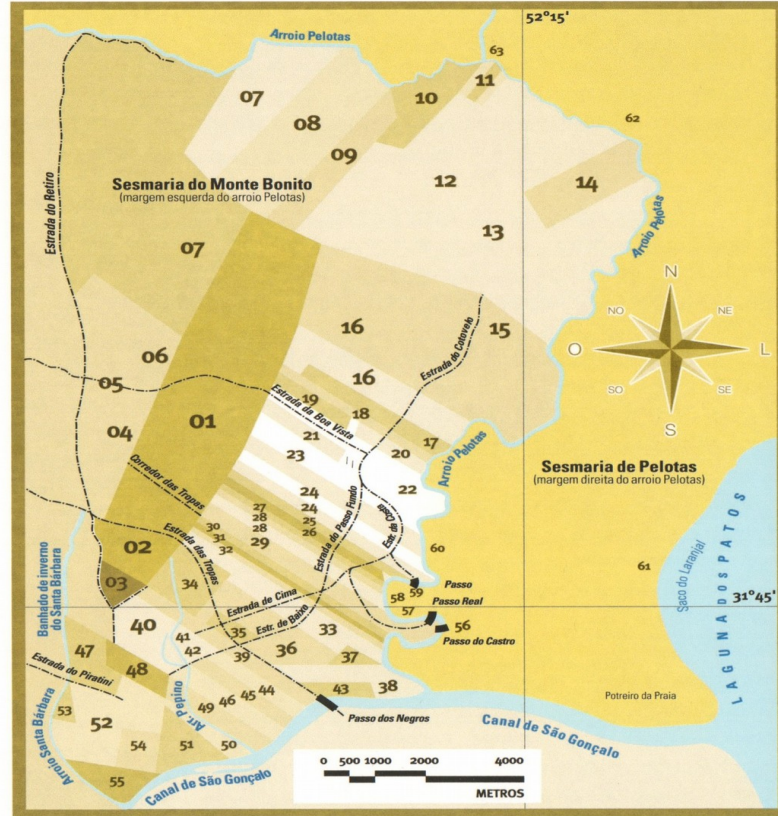 52°15'
Arroio Pelotas
63
11
07
10
08
62
09
Sesmaria do Monte Bonito
(margem esquerda do arroio Pelotas)
12
14
Estrada do Retiro
13
Arroio Pelotas
07
N
NO
NE
O
L
SO
SE
S
16
15
Estrada do Cotovelo
06
16
05
19
18
Estrada da Boa Vista
01
04
21
17
20
23
Arroio Pelotas
Sesmaria de Pelotas
(margem direita do arroio Pelotas)
Corredor das Tropas
24
22
27
24
28
25
30
28
26
31
29
32
Estrada do Passo Fundo
Estr. da Costa
Estrada das Tropas
02
60
03
34
61
Saco do Laranjal
LAGUNA DOS PATOS
Banhado de inverno
do Santa Bárbara
59
Passo
58
57
Passo Real
31°45'
Estrada de Cima
56
Passo do Castro
40
41
35
Estr. de Baixo
33
42
39
36
37
47
48
Estrada do Piratini
Arr. Pepino
38
43
44
45
46
49
Potreiro da Praia
53
52
Passo dos Negros
Canal de São Gonçalo
54
51
50
Arroio Santa Bárbara
55
Canal de São Gonçalo
0 500 1000 2000 4000
METROS